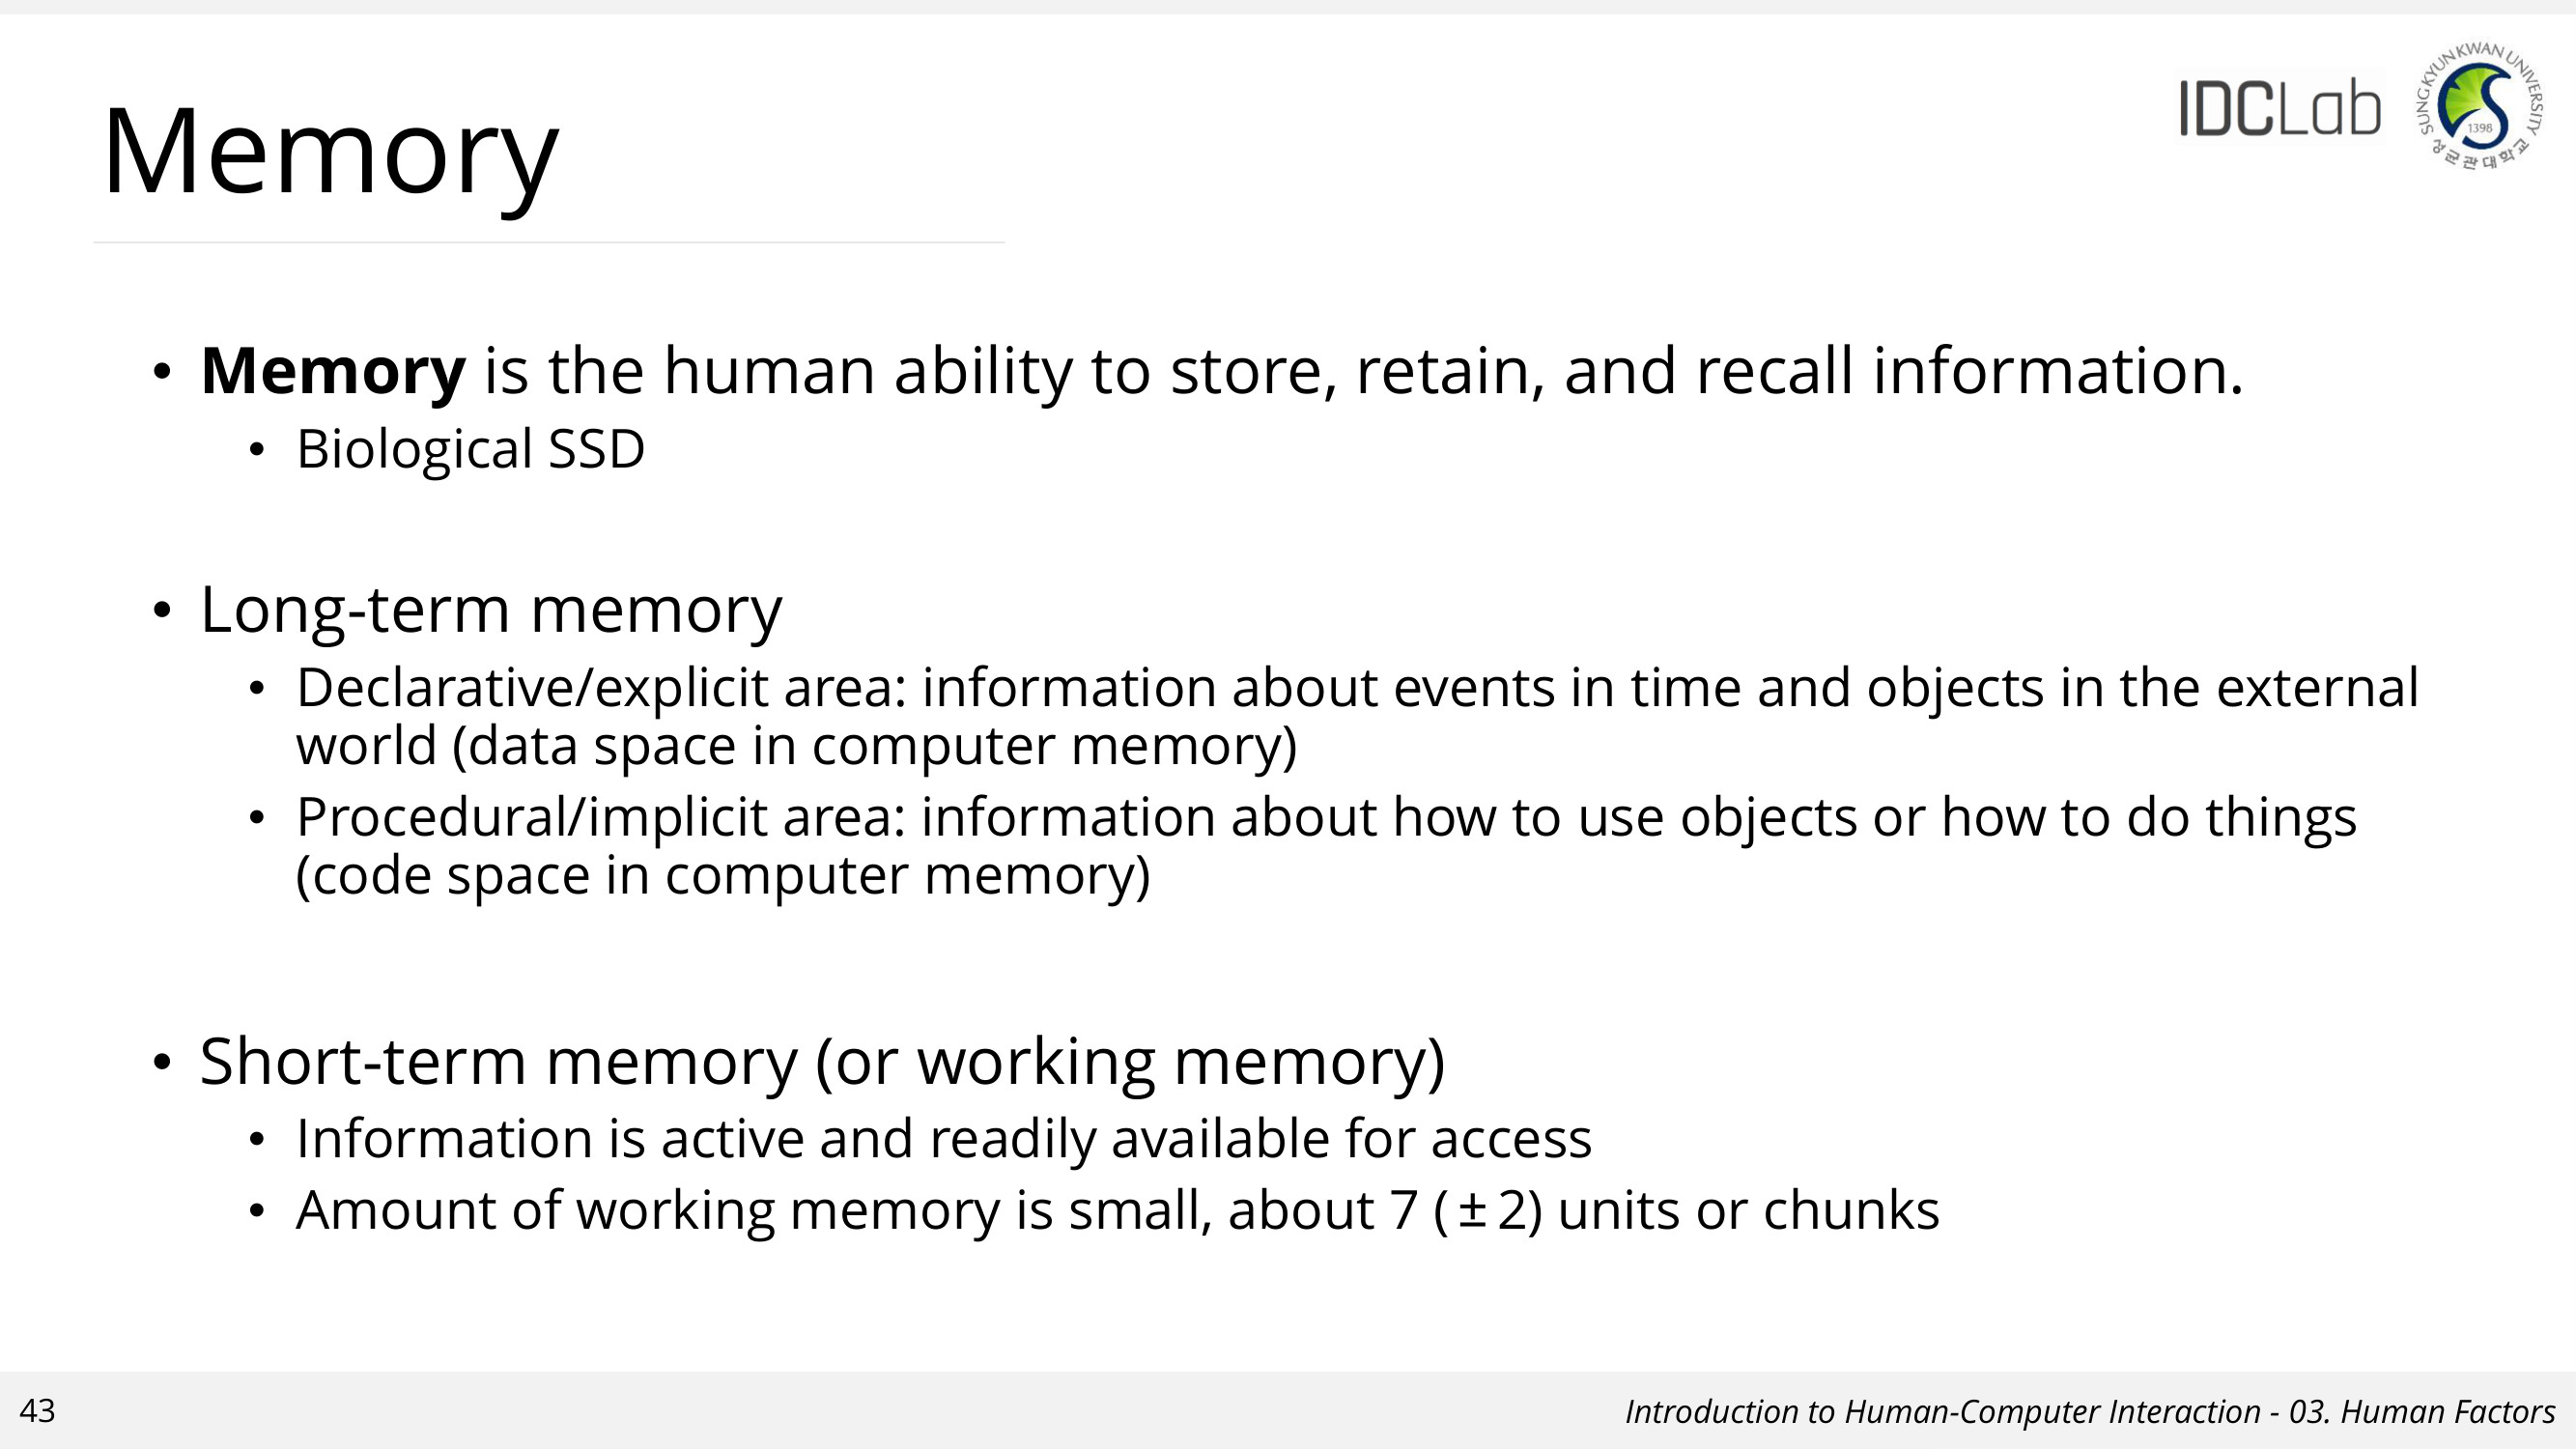 Memory
IDCLab
SUNGKYUNKWAN UNIVERSITY
1398
성균관대학교
• Memory is the human ability to store, retain, and recall information.
• Biological SSD
• Long-term memory
• Declarative/explicit area: information about events in time and objects in the external
world (data space in computer memory)
• Procedural/implicit area: information about how to use objects or how to do things
(code space in computer memory)
• Short-term memory (or working memory)
• Information is active and readily available for access
• Amount of working memory is small, about 7 (±2) units or chunks
43
Introduction to Human-Computer Interaction - 03. Human Factors